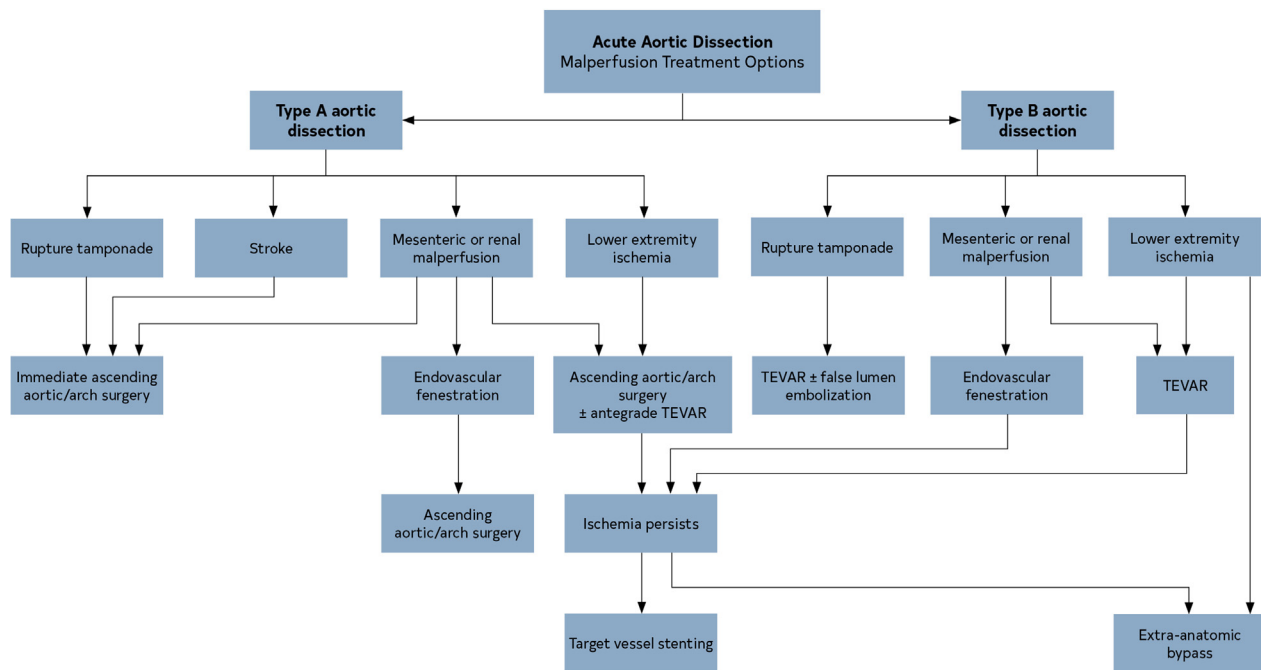 Acute Aortic Dissection
Malperfusion Treatment Options
Type A aortic
dissection
Type B aortic
dissection
Rupture tamponade
Stroke
Mesenteric or renal
malperfusion
Lower extremity
ischemia
Rupture tamponade
Mesenteric or renal
malperfusion
Lower extremity
ischemia
Immediate ascending
aortic/arch surgery
Endovascular
fenestration
Ascending aortic/arch
surgery
± antegrade TEVAR
TEVAR ± false lumen
embolization
Endovascular
fenestration
TEVAR
Ascending
aortic/arch surgery
Ischemia persists
Target vessel stenting
Extra-anatomic
bypass